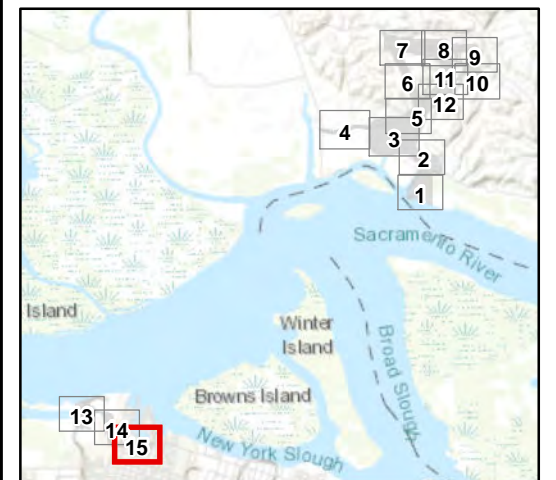 7 8 9
6 11 10
12
5
4 3
2
1
Sacramento River
Island
Winter
Island
Broad Slough
Browns Island
13
14
15
New York Slough